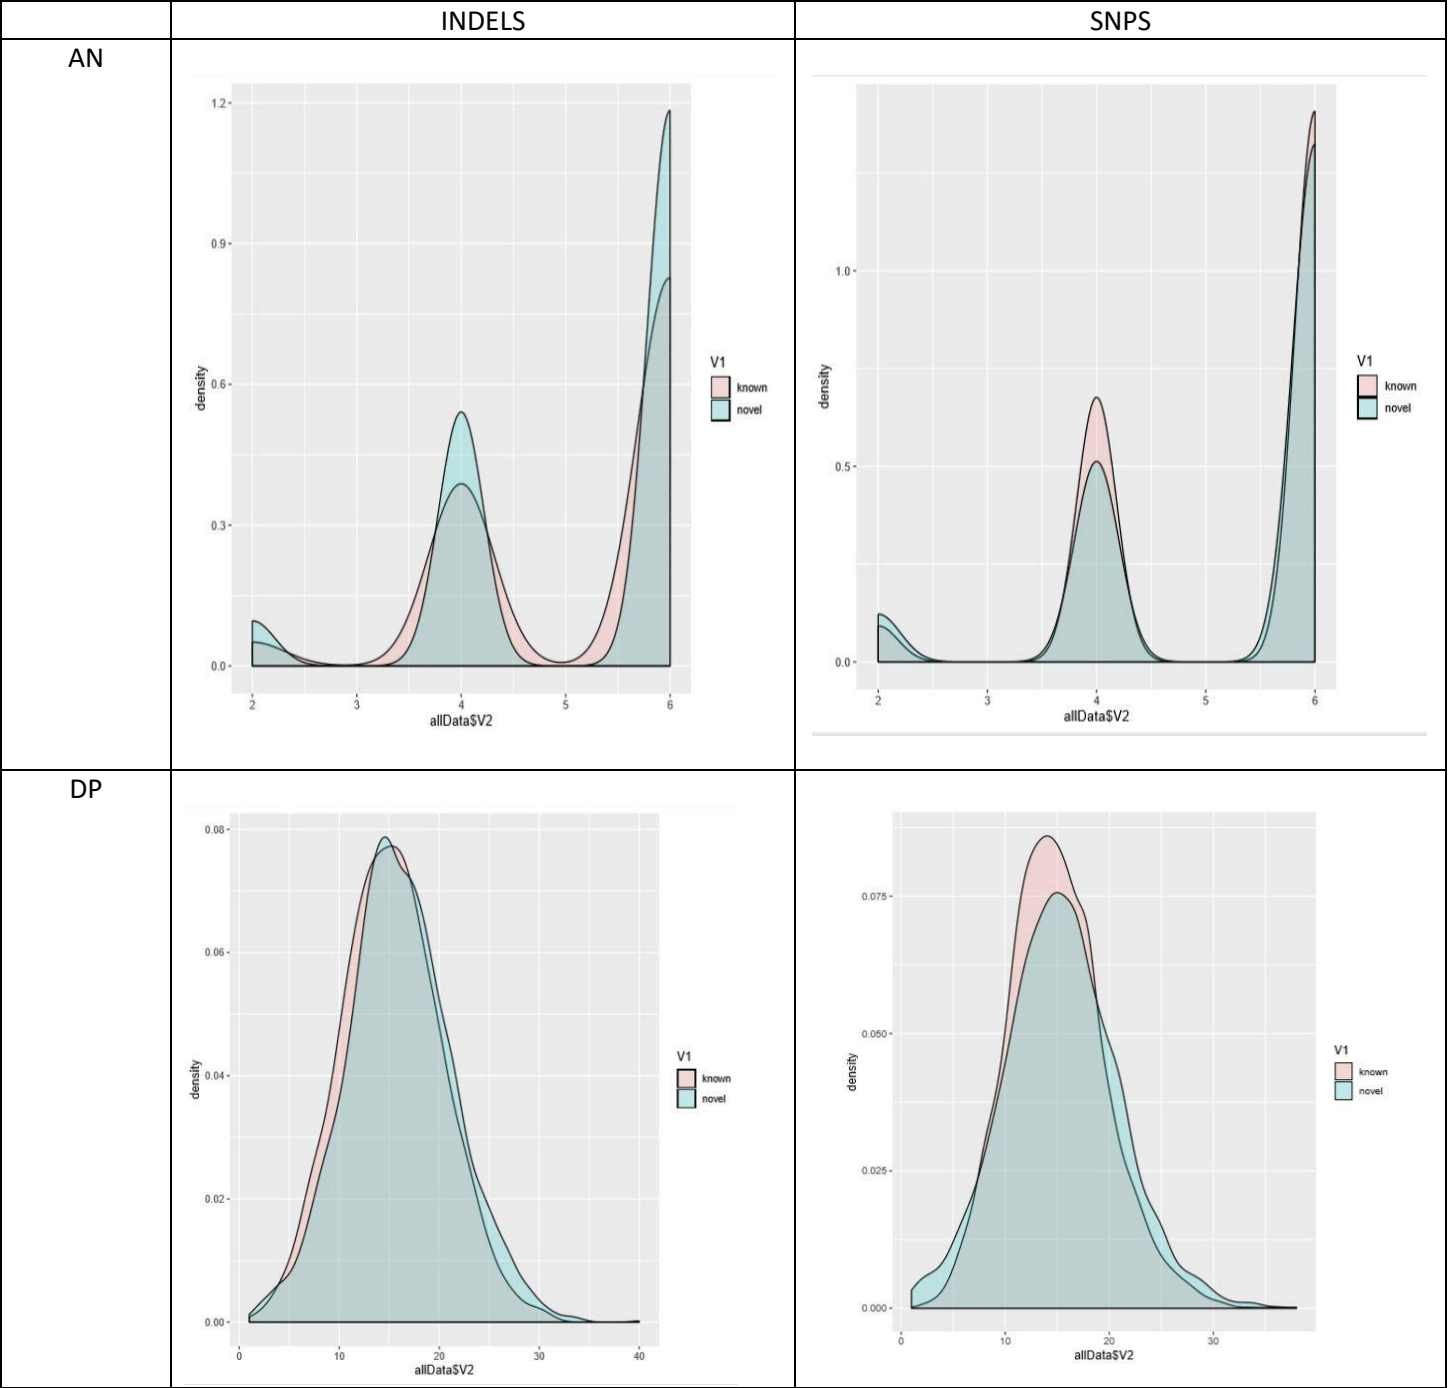 INDELS
SNPS
AN
1.2
0.9
0.6
0.3
0.0
density
2 3 4 5 6
allData$V2
V1
known
novel
1.0
0.5
0.0
density
2 3 4 5 6
allData$V2
V1
known
novel
DP
0.08
0.06
0.04
0.02
0.00
density
0 10 20 30 40
allData$V2
V1
known
novel
0.075
0.050
0.025
0.000
density
0 10 20 30
allData$V2
V1
known
novel